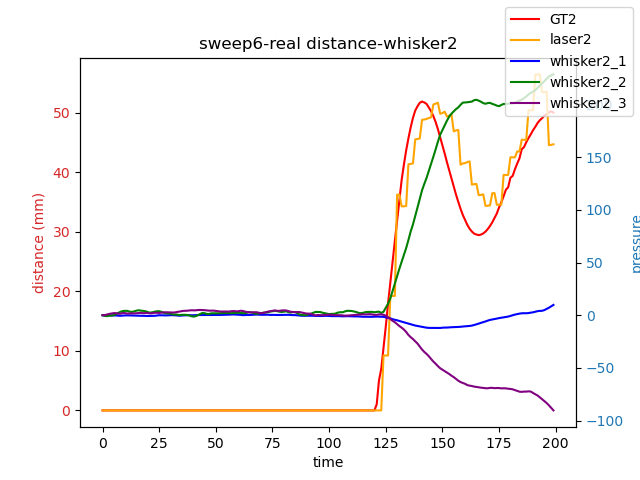 sweep6-real distance-whisker2
GT2
laser2
whisker2_1
whisker2_2
whisker2_3
distance (mm)
50
40
30
20
10
0
150
100
50
0
−50
−100
pressure
0 25 50 75 100 125 150 175 200
time